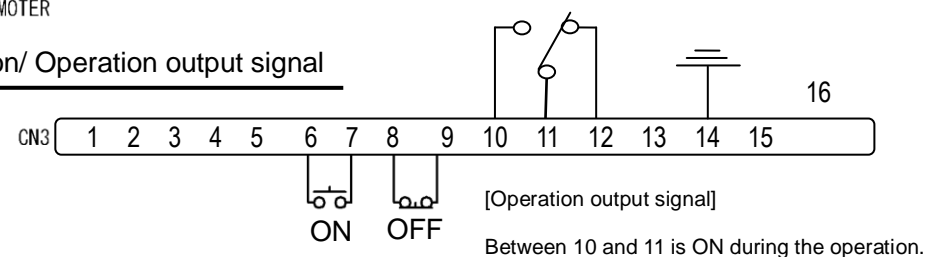 on/ Operation output signal
16
CN3 1 2 3 4 5 6 7 8 9 10 11 12 13 14 15
[Operation output signal]
ON OFF
Between 10 and 11 is ON during the operation.